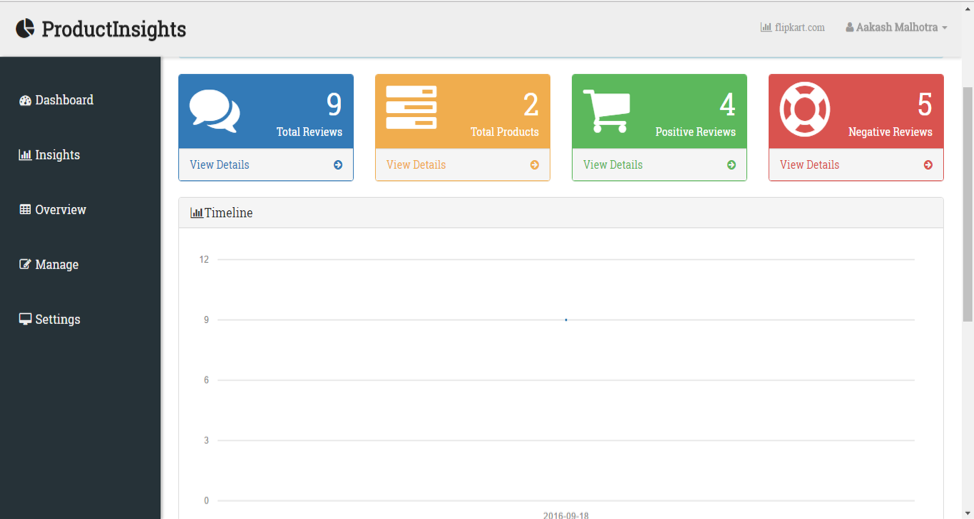 ProductInsights
flipkart.com
Aakash Malhotra
Dashboard
Insights
Overview
Manage
Settings
9
Total Reviews
View Details
2
Total Products
View Details
4
Positive Reviews
View Details
5
Negative Reviews
View Details
Timeline
12
9
6
3
0
2016-09-18